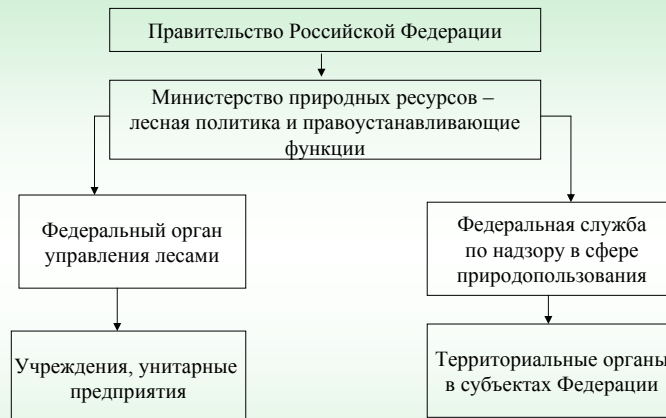 Правительство Российской Федерации
Министерство природных ресурсов –
лесная политика и правоустанавливающие
функции
Федеральный орган
управления лесами
Федеральная служба
по надзору в сфере
природопользования
Учреждения, унитарные
предприятия
Территориальные органы
в субъектах Федерации